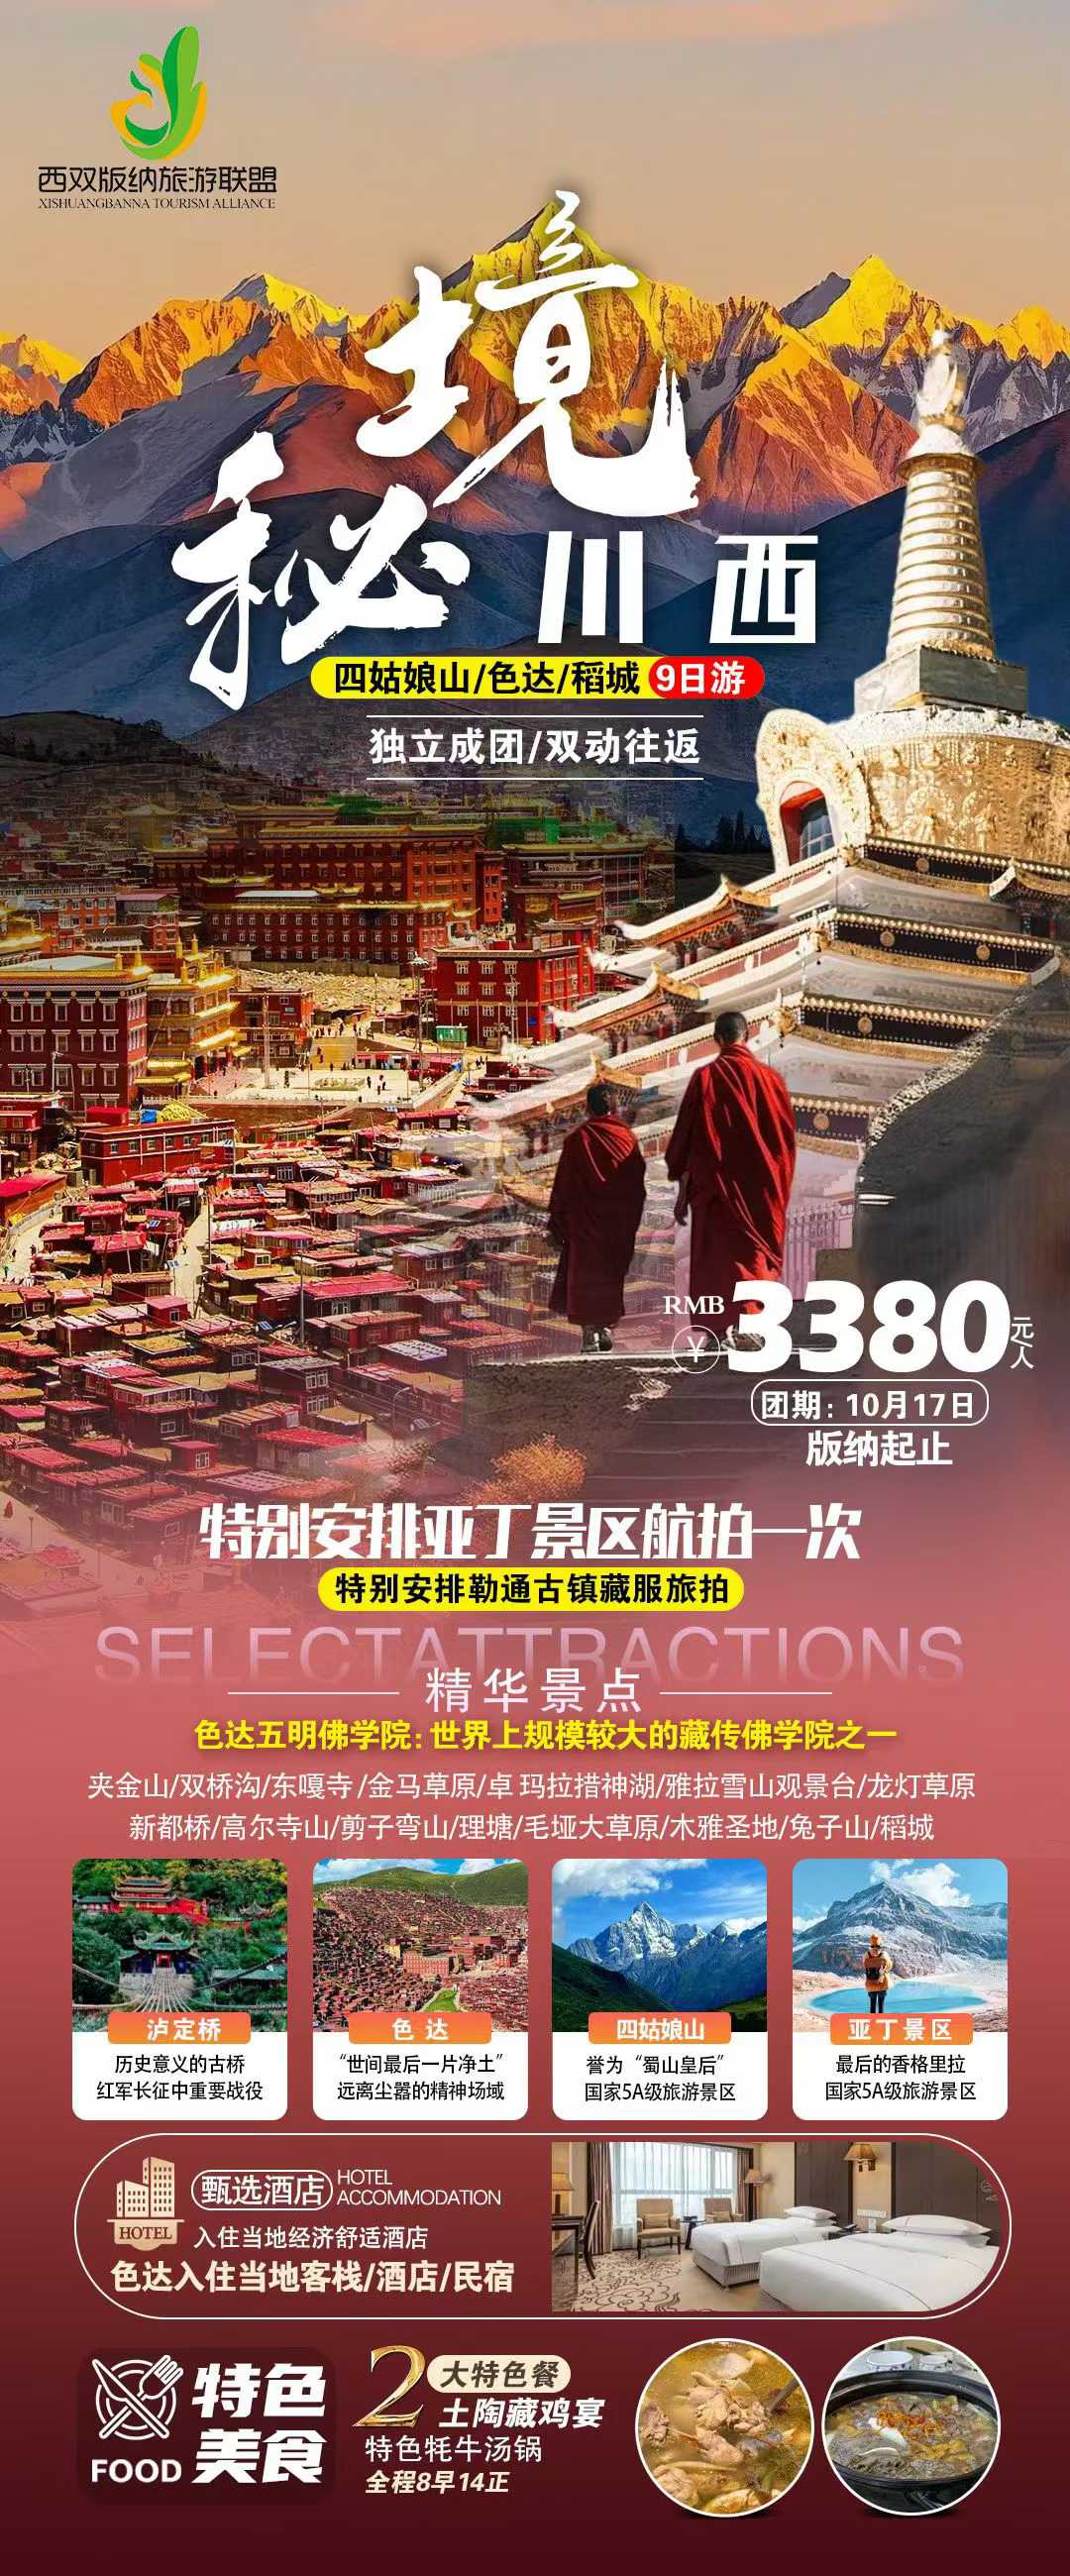 西双版纳旅游联盟
XISHUANGBANNA TOURISM ALLIANCE
秘境
川西
四姑娘山/色达/稻城 9日游
独立成团/双动往返
RMB
¥ 3380 元/人
团期：10月17日
版纳起止
特别安排亚丁景区航拍一次
特别安排勒通古镇藏服旅拍
SELECTATTRACTIONS
精华景点
色达五明佛学院：世界上规模较大的藏传佛学院之一
夹金山/双桥沟/东嘎寺/金马草原/卓玛拉措神湖/雅拉雪山观景台/龙灯草原
新都桥/高尔寺山/剪子弯山/理塘/毛垭大草原/木雅圣地/兔子山/稻城
泸定桥
历史意义的古桥
红军长征中重要战役
色达
“世间最后一片净土”
远离尘嚣的精神场域
四姑娘山
誉为“蜀山皇后”
国家5A级旅游景区
亚丁景区
最后的香格里拉
国家5A级旅游景区
HOTEL
甄选酒店
HOTEL
ACCOMMODATION
入住当地经济舒适酒店
色达入住当地客栈/酒店/民宿
FOOD
特色
美食
2大特色餐
土陶藏鸡宴
特色牦牛汤锅
全程8早14正